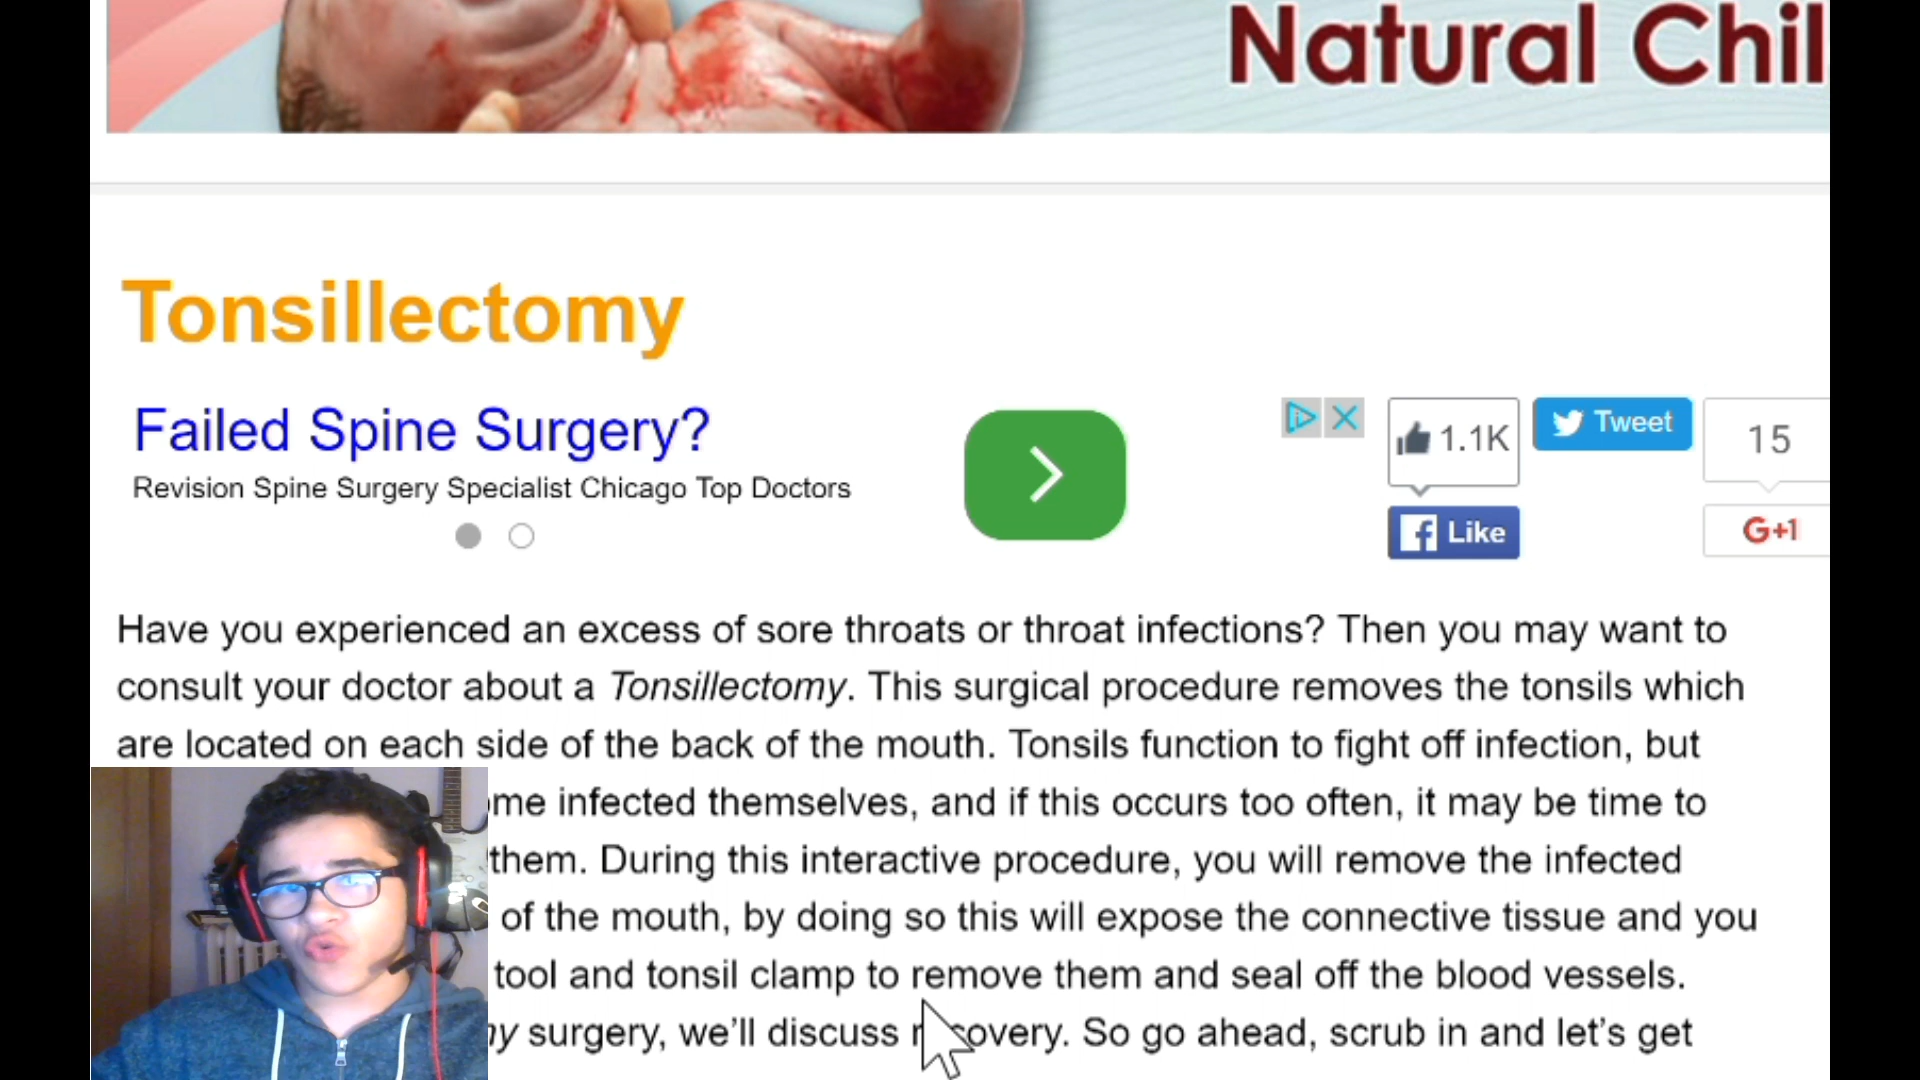 Natural Chil
Tonsillectomy
Failed Spine Surgery?
Revision Spine Surgery Specialist Chicago Top Doctors
1.1K
Tweet
15
Like
G+1
Have you experienced an excess of sore throats or throat infections? Then you may want to
consult your doctor about a Tonsillectomy. This surgical procedure removes the tonsils which
are located on each side of the back of the mouth. Tonsils function to fight off infection, but
me infected themselves, and if this occurs too often, it may be time to
them. During this interactive procedure, you will remove the infected
of the mouth, by doing so this will expose the connective tissue and you
tool and tonsil clamp to remove them and seal off the blood vessels.
y surgery, we'll discuss recovery. So go ahead, scrub in and let's get